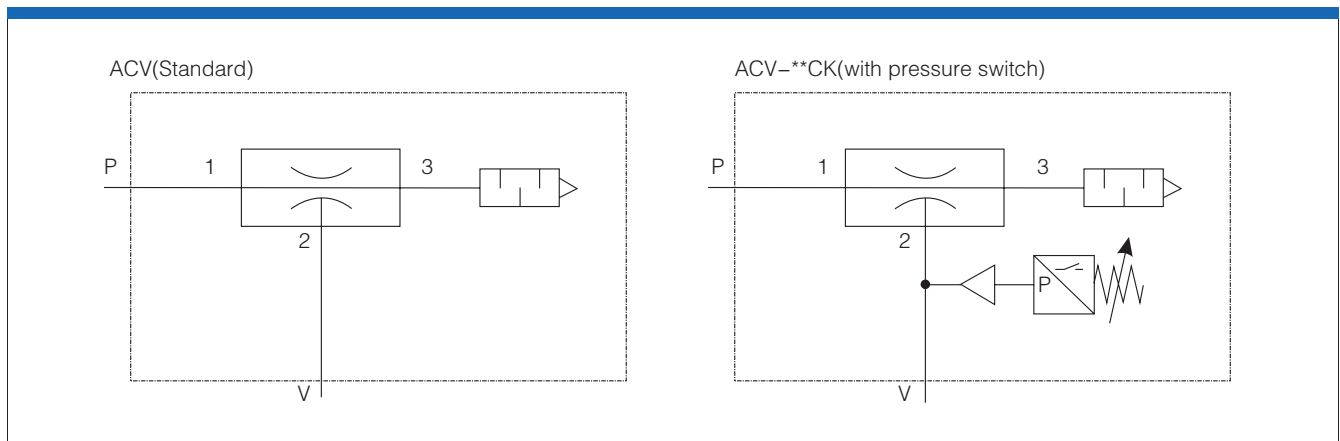 ACV(Standard)
P
1
3
2
V
ACV–**CK(with pressure switch)
P
1
3
2
P
V